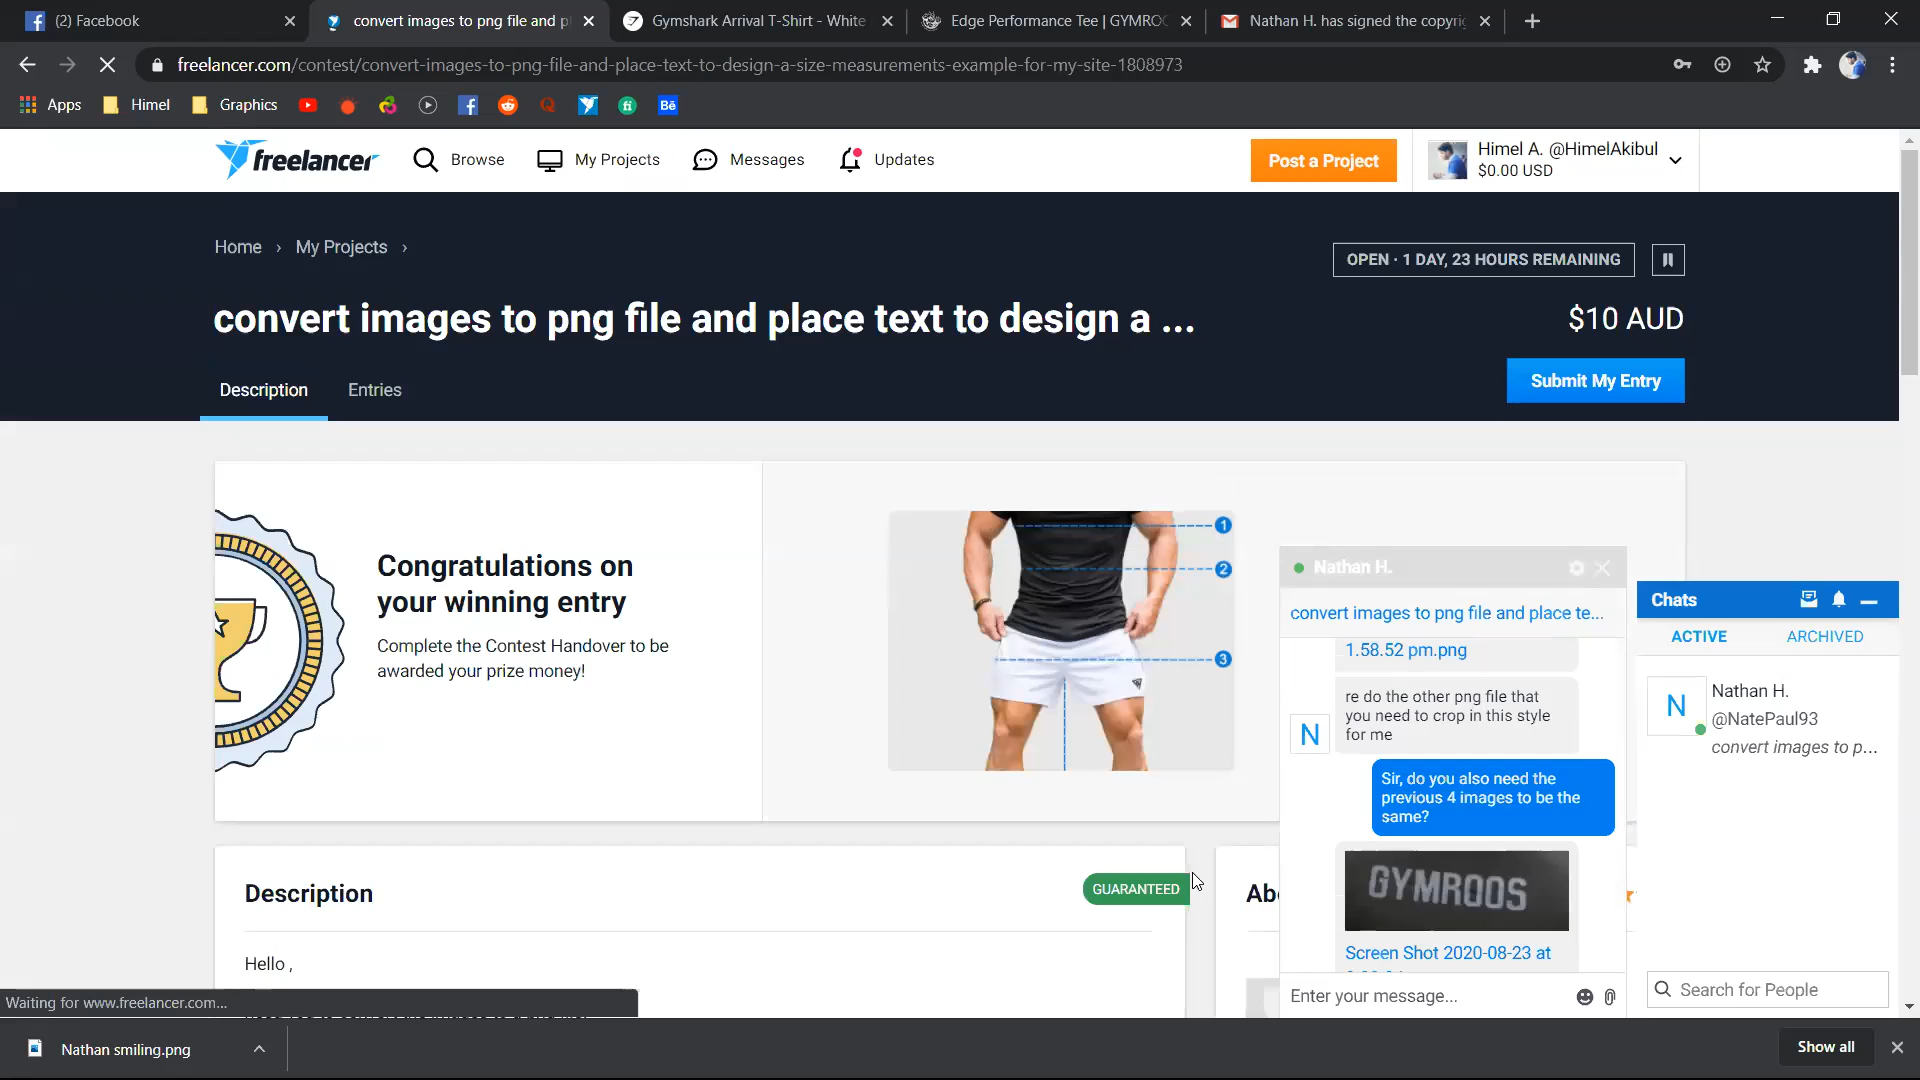 (2) Facebook
convert images to png file and p
Gymshark Arrival T-Shirt - White
Edge Performance Tee | GYMROO
Nathan H. has signed the copyri
freelancer.com/contest/convert-images-to-png-file-and-place-text-to-design-a-size-measurements-example-for-my-site-1808973
Apps
Himel
Graphics
Bē
freelancer
Browse
My Projects
Messages
Updates
Post a Project
Himel A. @HimelAkibul
$0.00 USD
Home › My Projects ›
OPEN · 1 DAY, 23 HOURS REMAINING
convert images to png file and place text to design a ...
$10 AUD
Description
Entries
Submit My Entry
Congratulations on
your winning entry
Complete the Contest Handover to be
awarded your prize money!
1
2
3
Nathan H.
convert images to png file and place te...
1.58.52 pm.png
re do the other png file that
you need to crop in this style
for me
N
Sir, do you also need the
previous 4 images to be the
same?
GYMROOS
Screen Shot 2020-08-23 at
Enter your message...
Chats
ACTIVE
ARCHIVED
N
Nathan H.
@NatePaul93
convert images to p...
Search for People
Description
GUARANTEED
Ab
Hello ,
Waiting for www.freelancer.com...
Nathan smiling.png
Show all